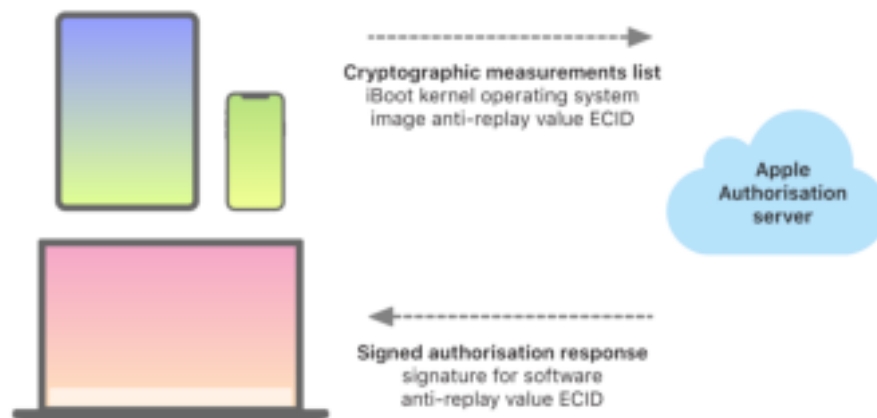 Cryptographic measurements list
iBoot kernel operating system
image anti-replay value ECID
Apple
Authorisation
server
Signed authorisation response
signature for software
anti-replay value ECID